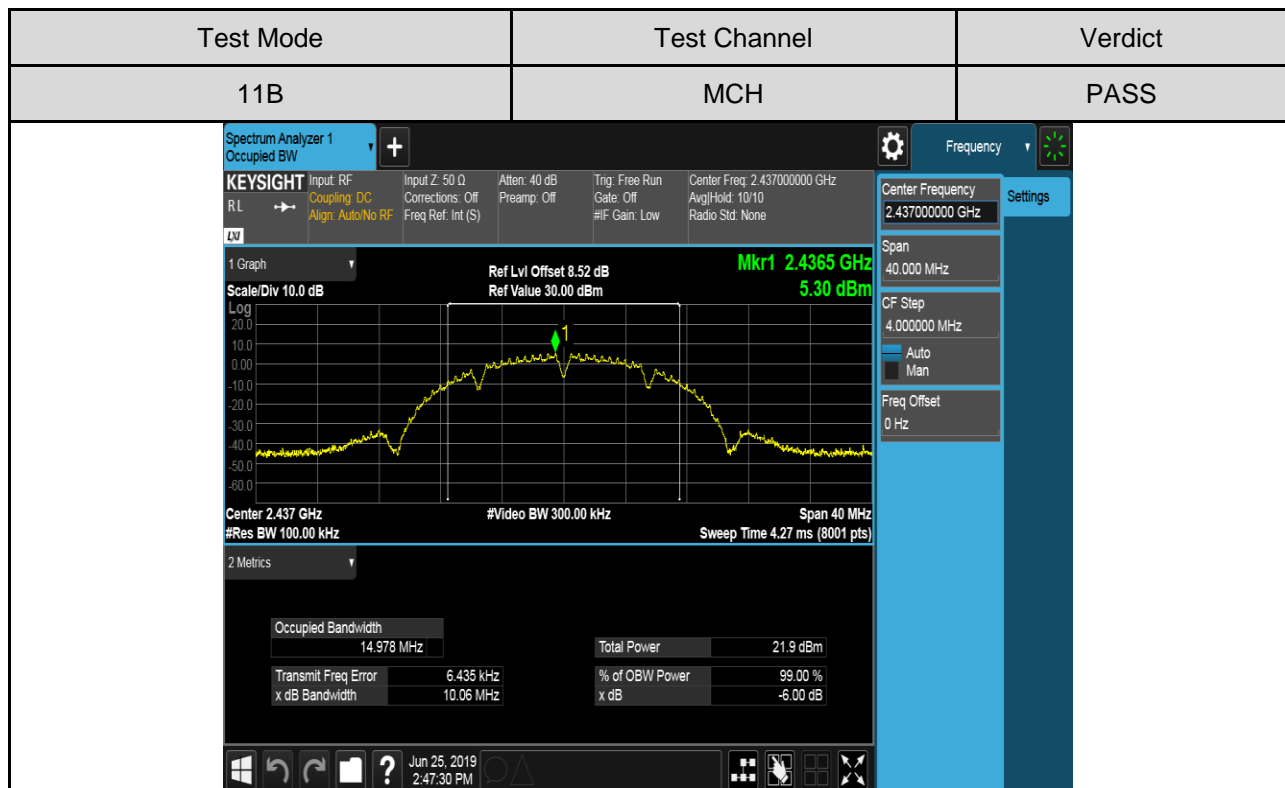 Test Mode Test Channel Verdict
11B MCH PASS
Spectrum Analyzer 1
Occupied BW
+
Frequency
KEYSIGHT
RL
LXI
Input: RF
Coupling: DC
Align: Auto/No RF
Input Z: 50 Ω
Corrections: Off
Freq Ref: Int (S)
Atten: 40 dB
Preamp: Off
Trig: Free Run
Gate: Off
#IF Gain: Low
Center Freq: 2.437000000 GHz
Avg|Hold: 10/10
Radio Std: None
Center Frequency
2.437000000 GHz
Settings
Span
40.000 MHz
CF Step
4.000000 MHz
Auto
Man
Freq Offset
0 Hz
1 Graph
Scale/Div 10.0 dB
Ref Lvl Offset 8.52 dB
Ref Value 30.00 dBm
Mkr1 2.4365 GHz
5.30 dBm
Log
20.0
10.0
0.00
-10.0
-20.0
-30.0
-40.0
-50.0
-60.0
1
Center 2.437 GHz
#Res BW 100.00 kHz
#Video BW 300.00 kHz
Span 40 MHz
Sweep Time 4.27 ms (8001 pts)
2 Metrics
Occupied Bandwidth
14.978 MHz
Total Power 21.9 dBm
Transmit Freq Error 6.435 kHz
% of OBW Power 99.00 %
x dB Bandwidth 10.06 MHz
x dB -6.00 dB
?
Jun 25, 2019
2:47:30 PM